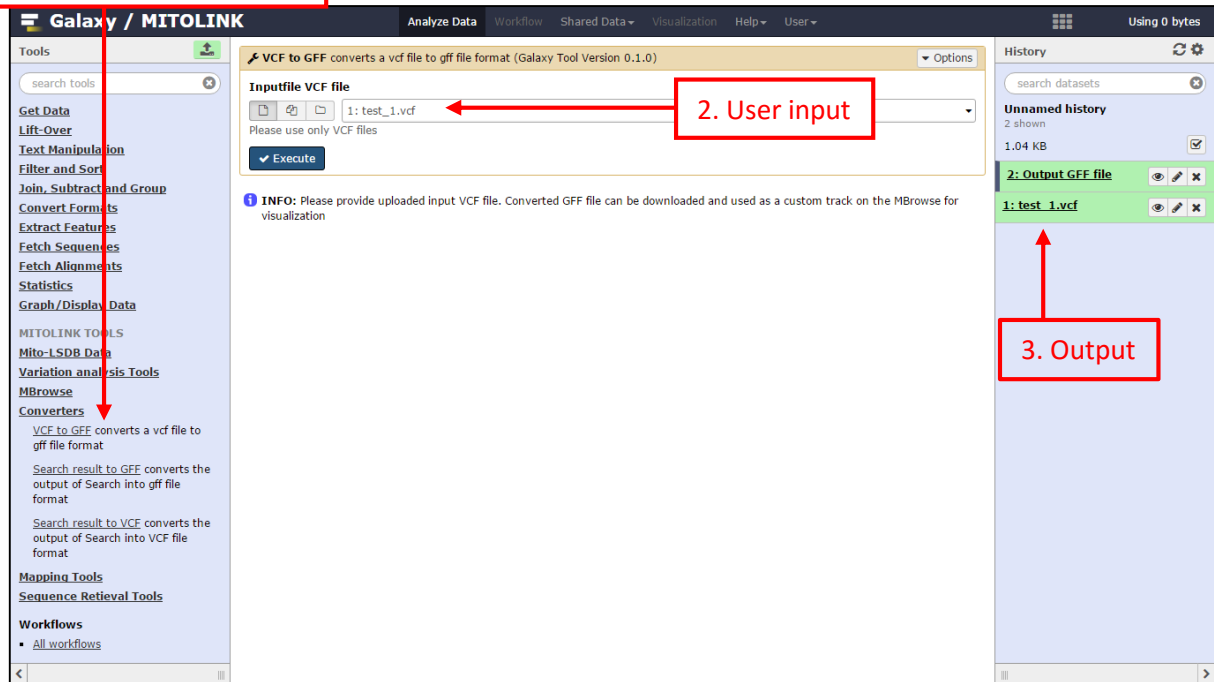 Galaxy / MITOLINK
Analyze Data Workflow Shared Data Visualization Help User
Using 0 bytes
Tools
search tools
Get Data
Lift-Over
Text Manipulation
Filter and Sort
Join, Subtract and Group
Convert Formats
Extract Features
Fetch Sequences
Fetch Alignments
Statistics
Graph/Display Data
MITOLINK TOOLS
Mito-LSDB Data
Variation analysis Tools
MBrowse
Converters
VCF to GFF converts a vcf file to
gff file format
Search result to GFF converts the
output of Search into gff file
format
Search result to VCF converts the
output of Search into VCF file
format
Mapping Tools
Sequence Retieval Tools
Workflows
All workflows
VCF to GFF converts a vcf file to gff file format (Galaxy Tool Version 0.1.0)
Options
Inputfile VCF file
1: test_1.vcf
2. User input
Please use only VCF files
Execute
INFO: Please provide uploaded input VCF file. Converted GFF file can be downloaded and used as a custom track on the MBrowse for
visualization
History
search datasets
Unnamed history
2 shown
1.04 KB
2: Output GFF file
1: test_1.vcf
3. Output